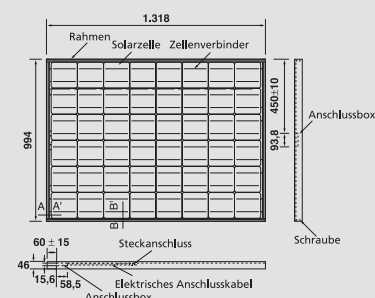 1.318
Rahmen
Solarzelle
Zellenverbinder
994
450±10
93,8
Anschlussbox
A A'
B B'
Schraube
60 ± 15
Steckanschluss
46
15,6
58,5
Elektrisches Anschlusskabel
Anschlussbox